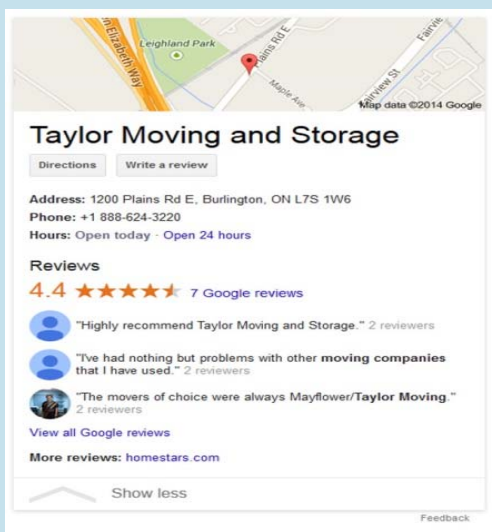 Elizabeth Way
Leighland Park
Plains Rd E
Maple Ave
Fairview St
Fairvie
Map data ©2014 Google
Taylor Moving and Storage
Directions
Write a review
Address: 1200 Plains Rd E, Burlington, ON L7S 1W6
Phone: +1 888-624-3220
Hours: Open today · Open 24 hours
Reviews
4.4 7 Google reviews
"Highly recommend Taylor Moving and Storage." 2 reviewers
"I've had nothing but problems with other moving companies
that I have used." 2 reviewers
"The movers of choice were always Mayflower/Taylor Moving."
2 reviewers
View all Google reviews
More reviews: homestars.com
Show less
Feedback